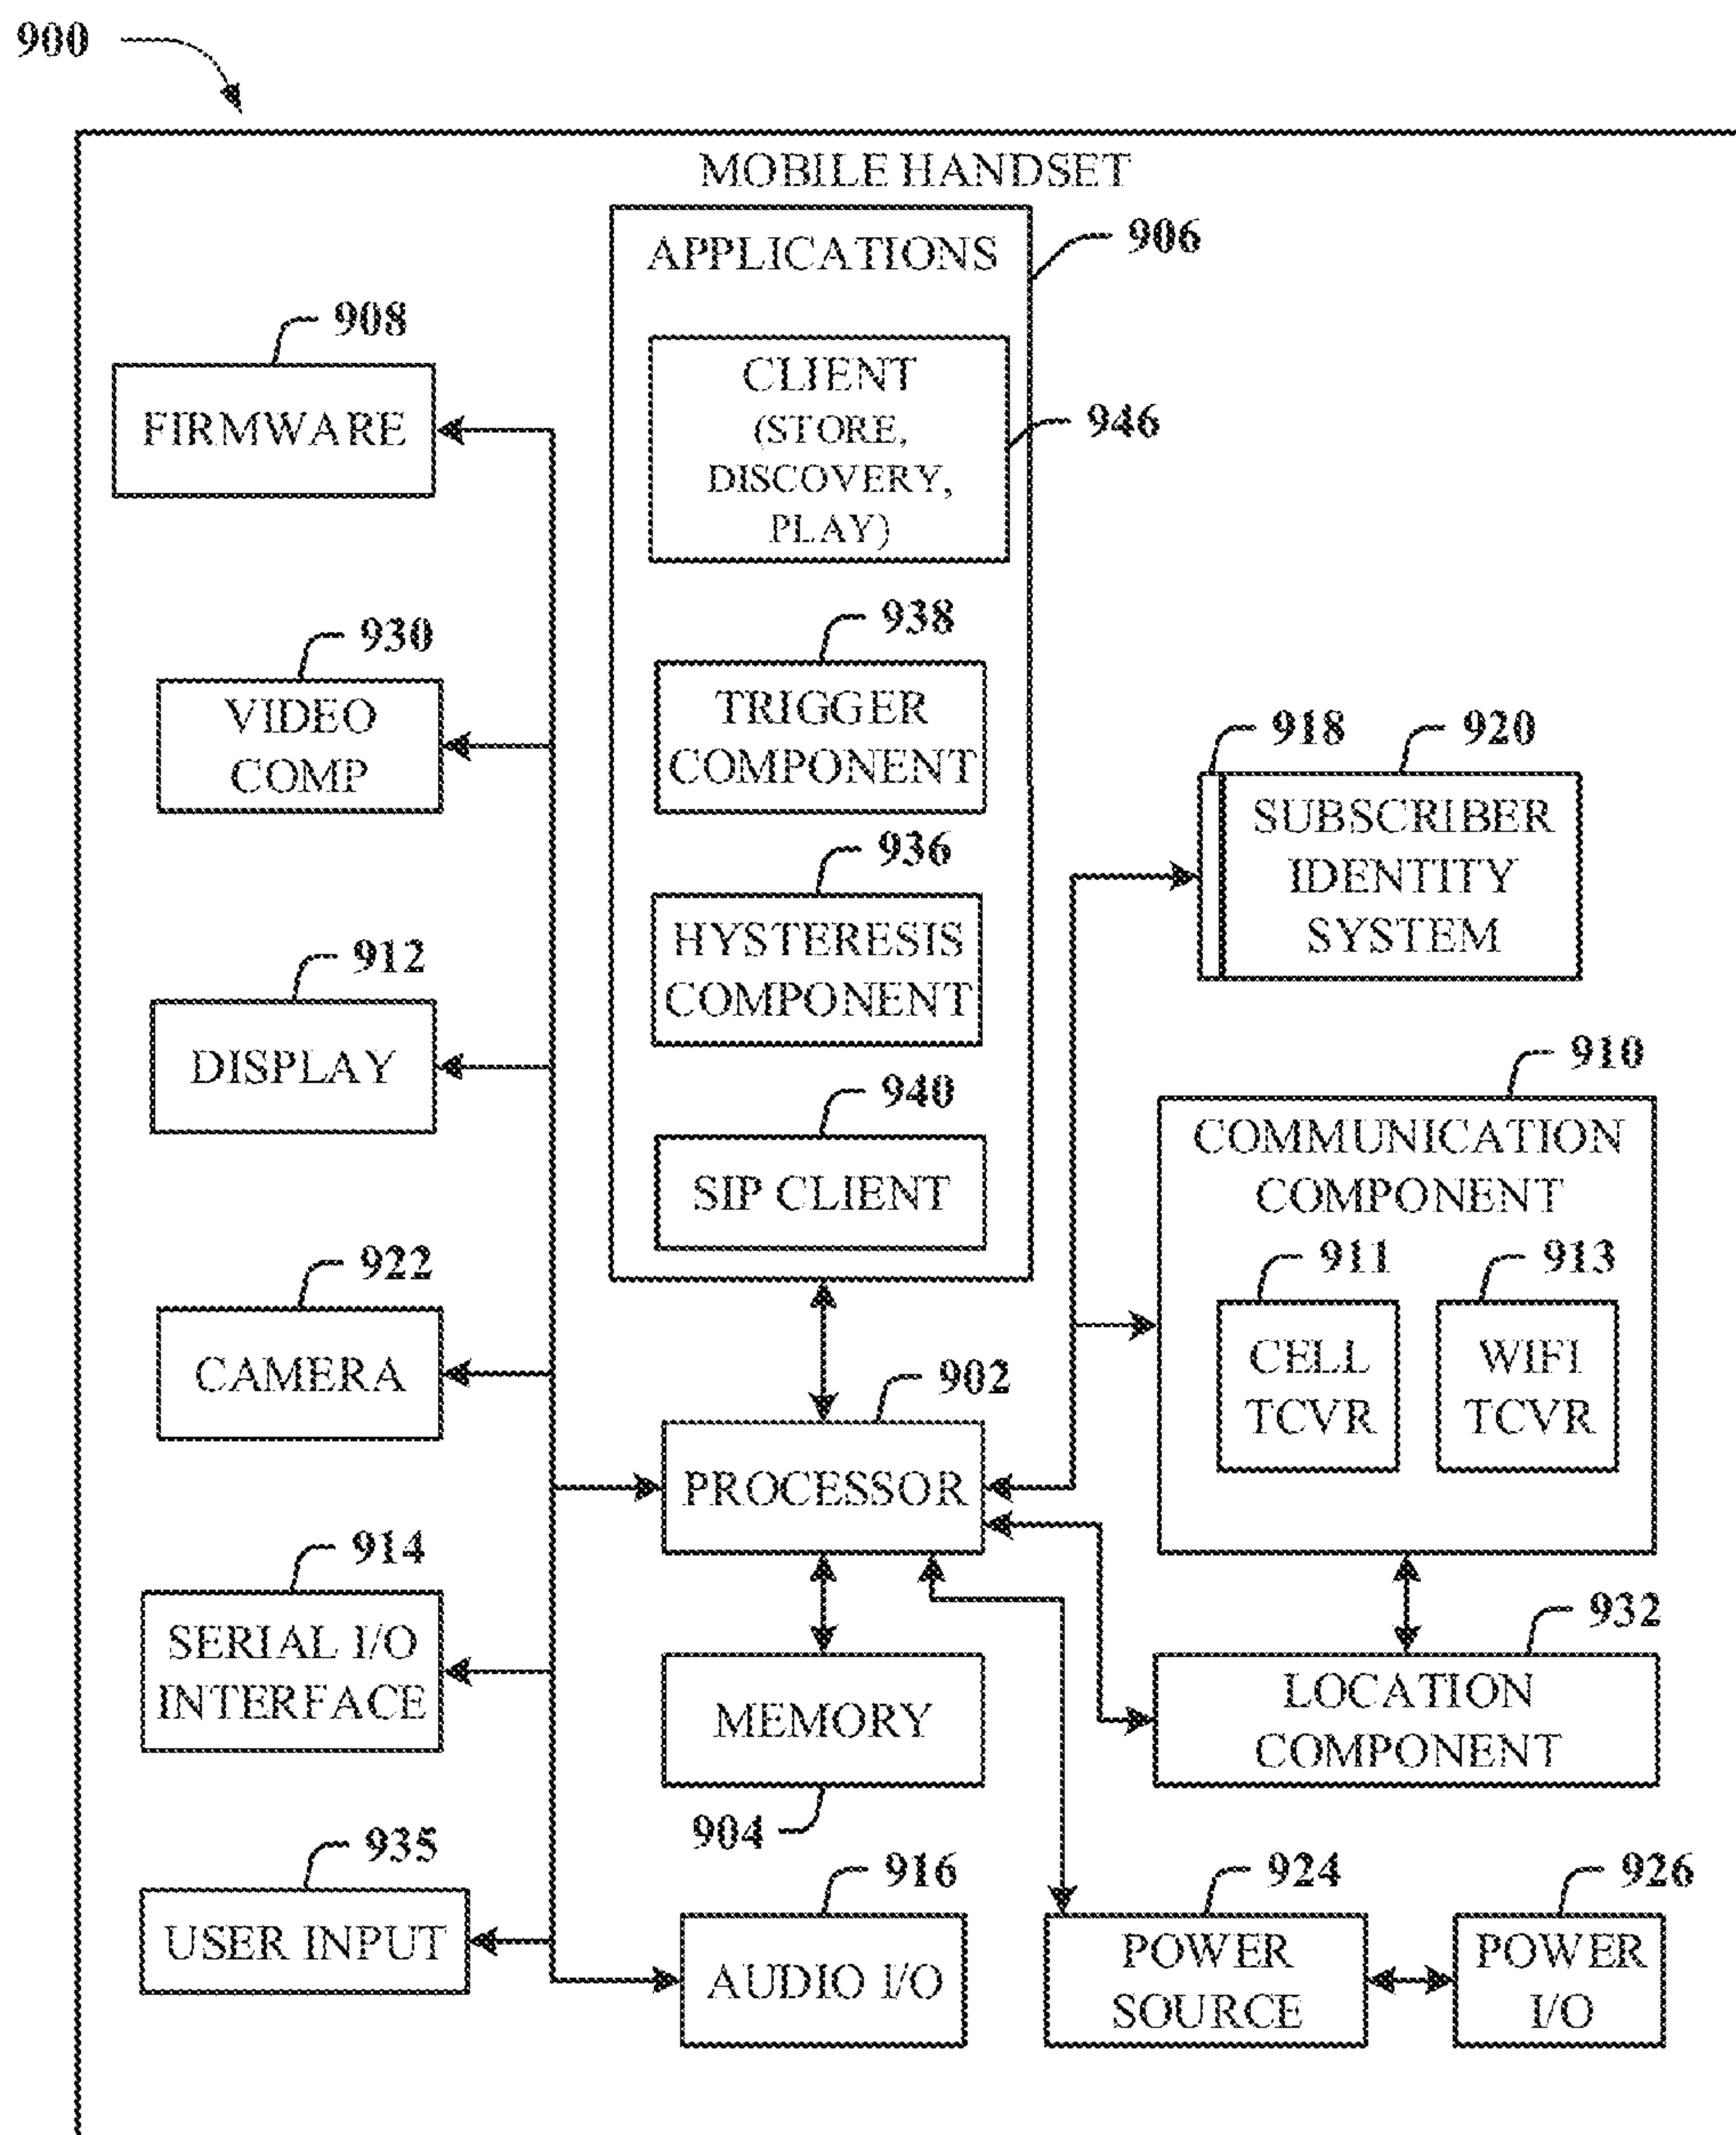 900
MOBILE HANDSET
APPLICATIONS
906
908
FIRMWARE
CLIENT
(STORE,
DISCOVERY,
PLAY)
946
930
VIDEO
COMP
938
TRIGGER
COMPONENT
918
920
SUBSCRIBER
IDENTITY
SYSTEM
936
HYSTERESIS
COMPONENT
912
DISPLAY
940
SIP CLIENT
910
COMMUNICATION
COMPONENT
911
CELL
TCVR
913
WIFI
TCVR
922
CAMERA
902
PROCESSOR
914
SERIAL I/O
INTERFACE
MEMORY
904
932
LOCATION
COMPONENT
935
USER INPUT
916
AUDIO I/O
924
POWER
SOURCE
926
POWER
I/O